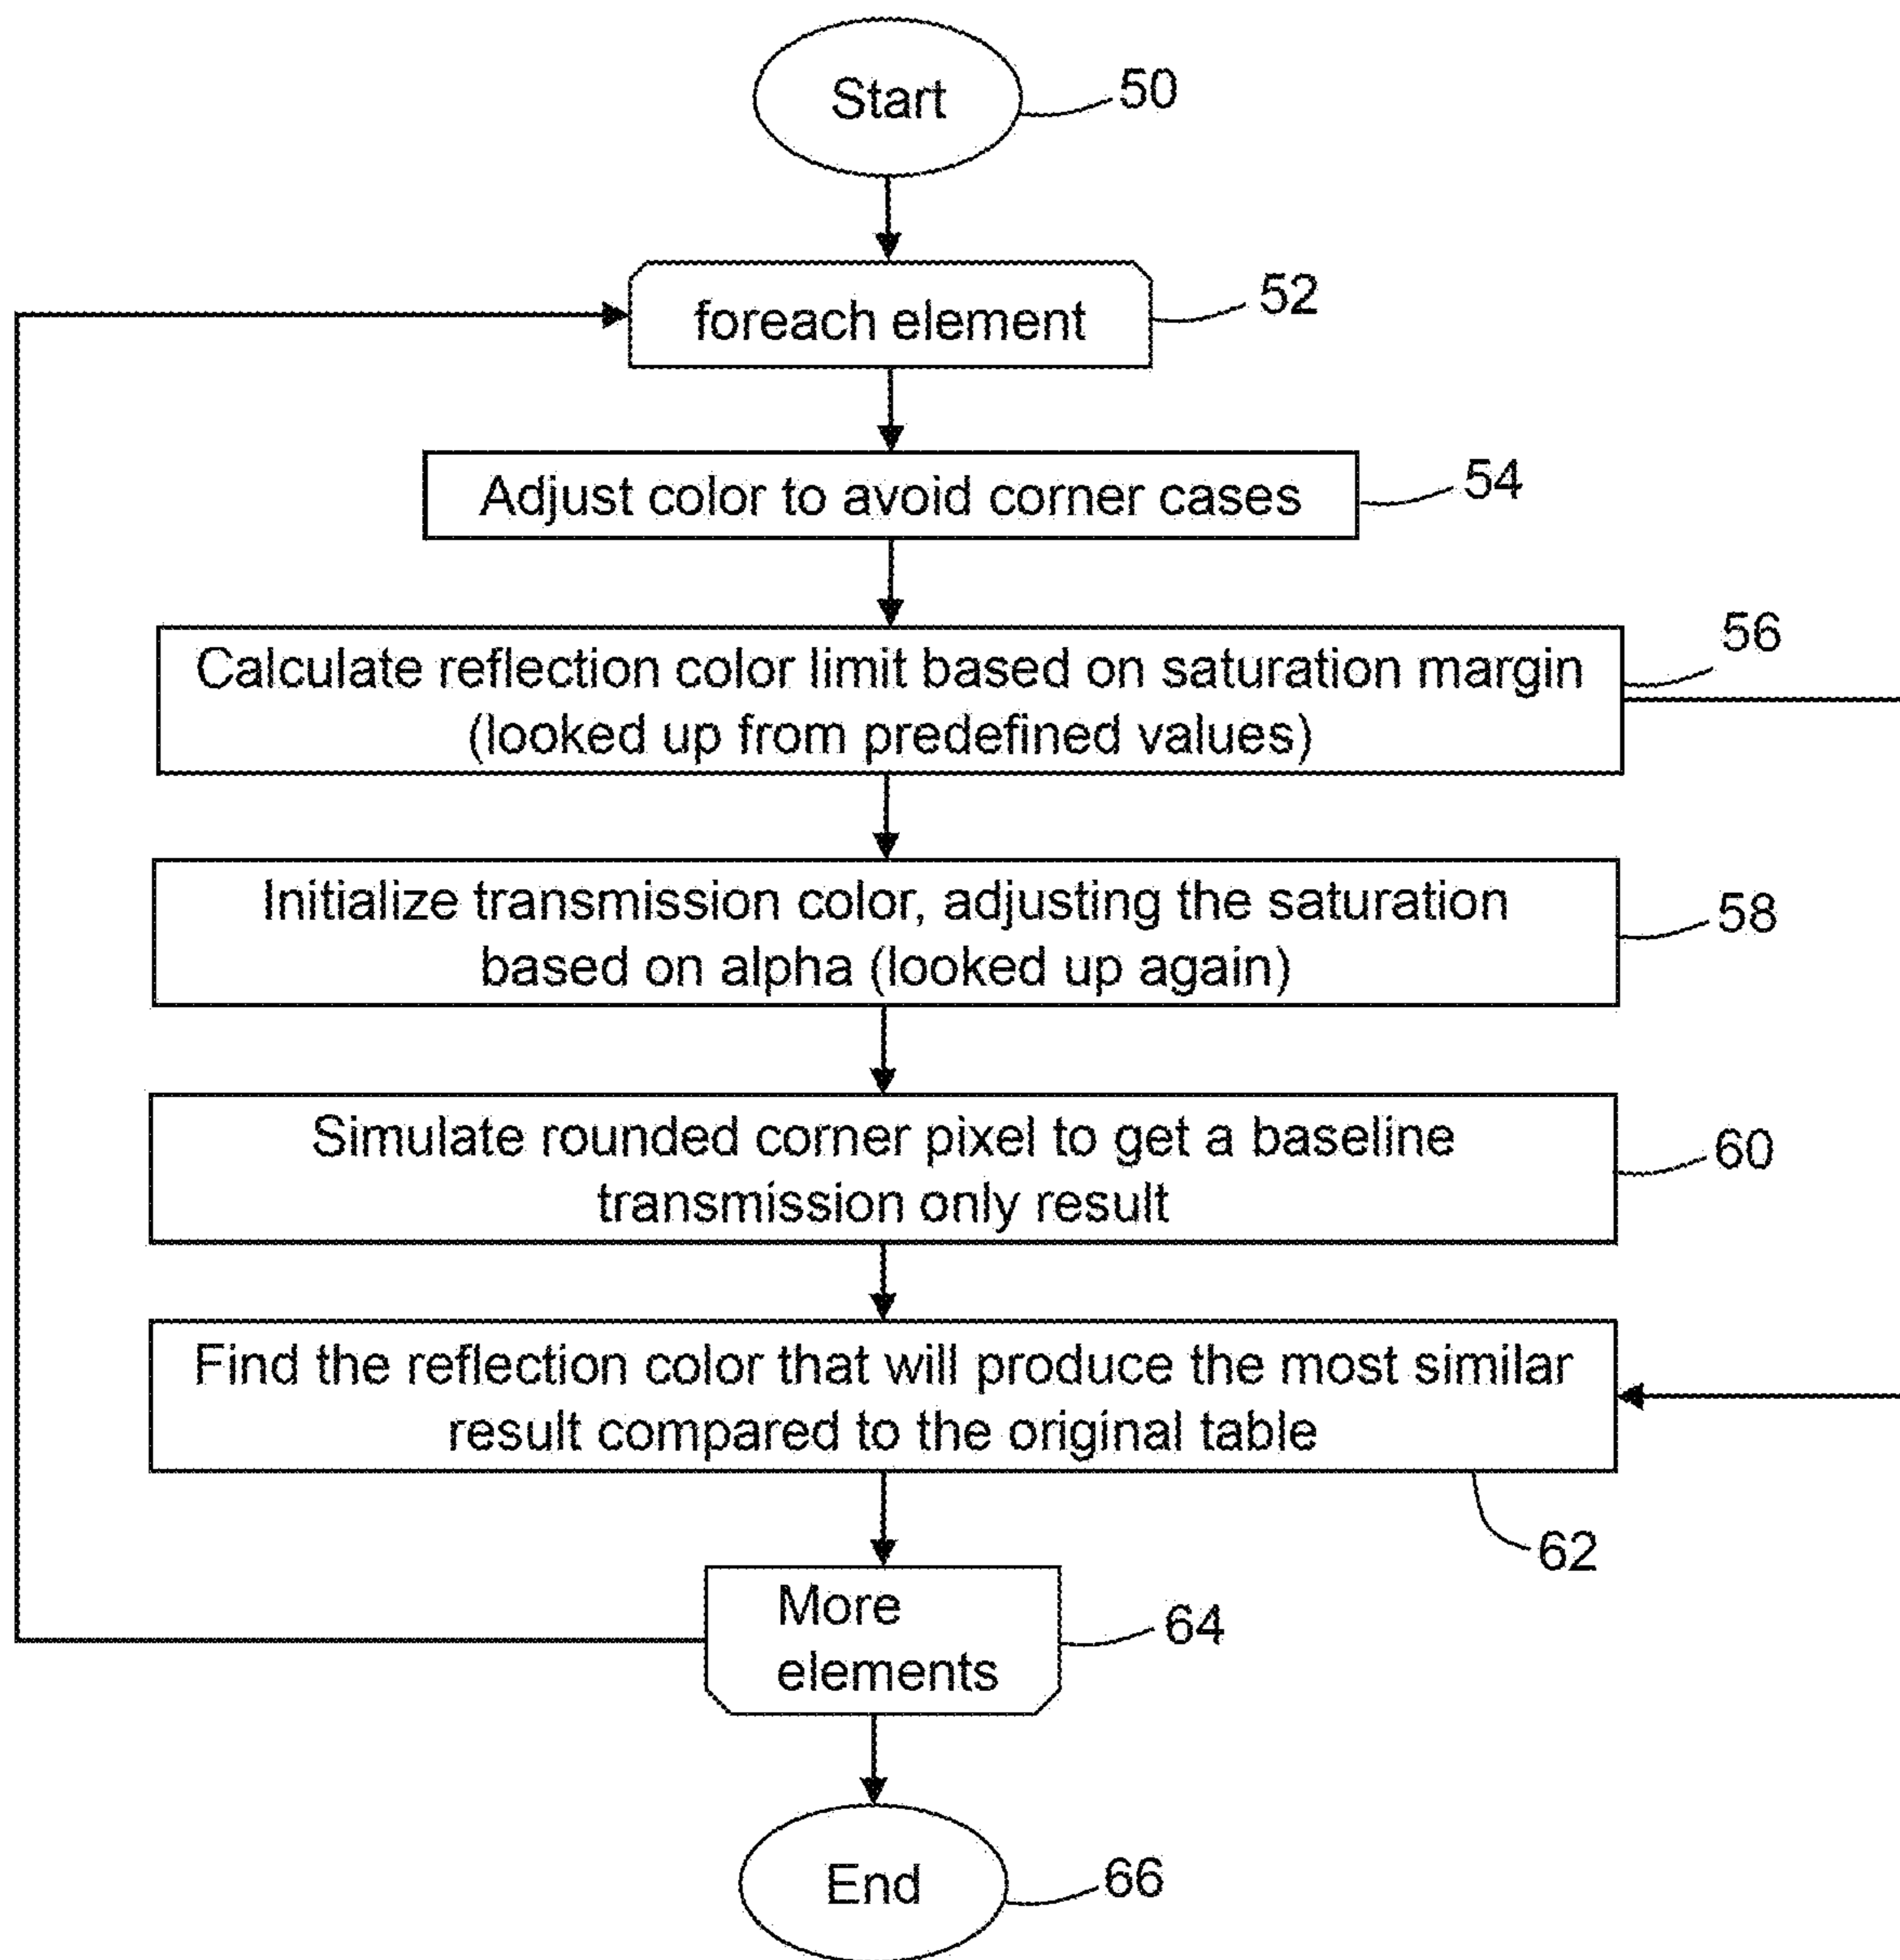 Start
50
foreach element
52
Adjust color to avoid corner cases
54
Calculate reflection color limit based on saturation margin
(looked up from predefined values)
56
Initialize transmission color, adjusting the saturation
based on alpha (looked up again)
58
Simulate rounded corner pixel to get a baseline
transmission only result
60
Find the reflection color that will produce the most similar
result compared to the original table
62
More
elements
64
End
66